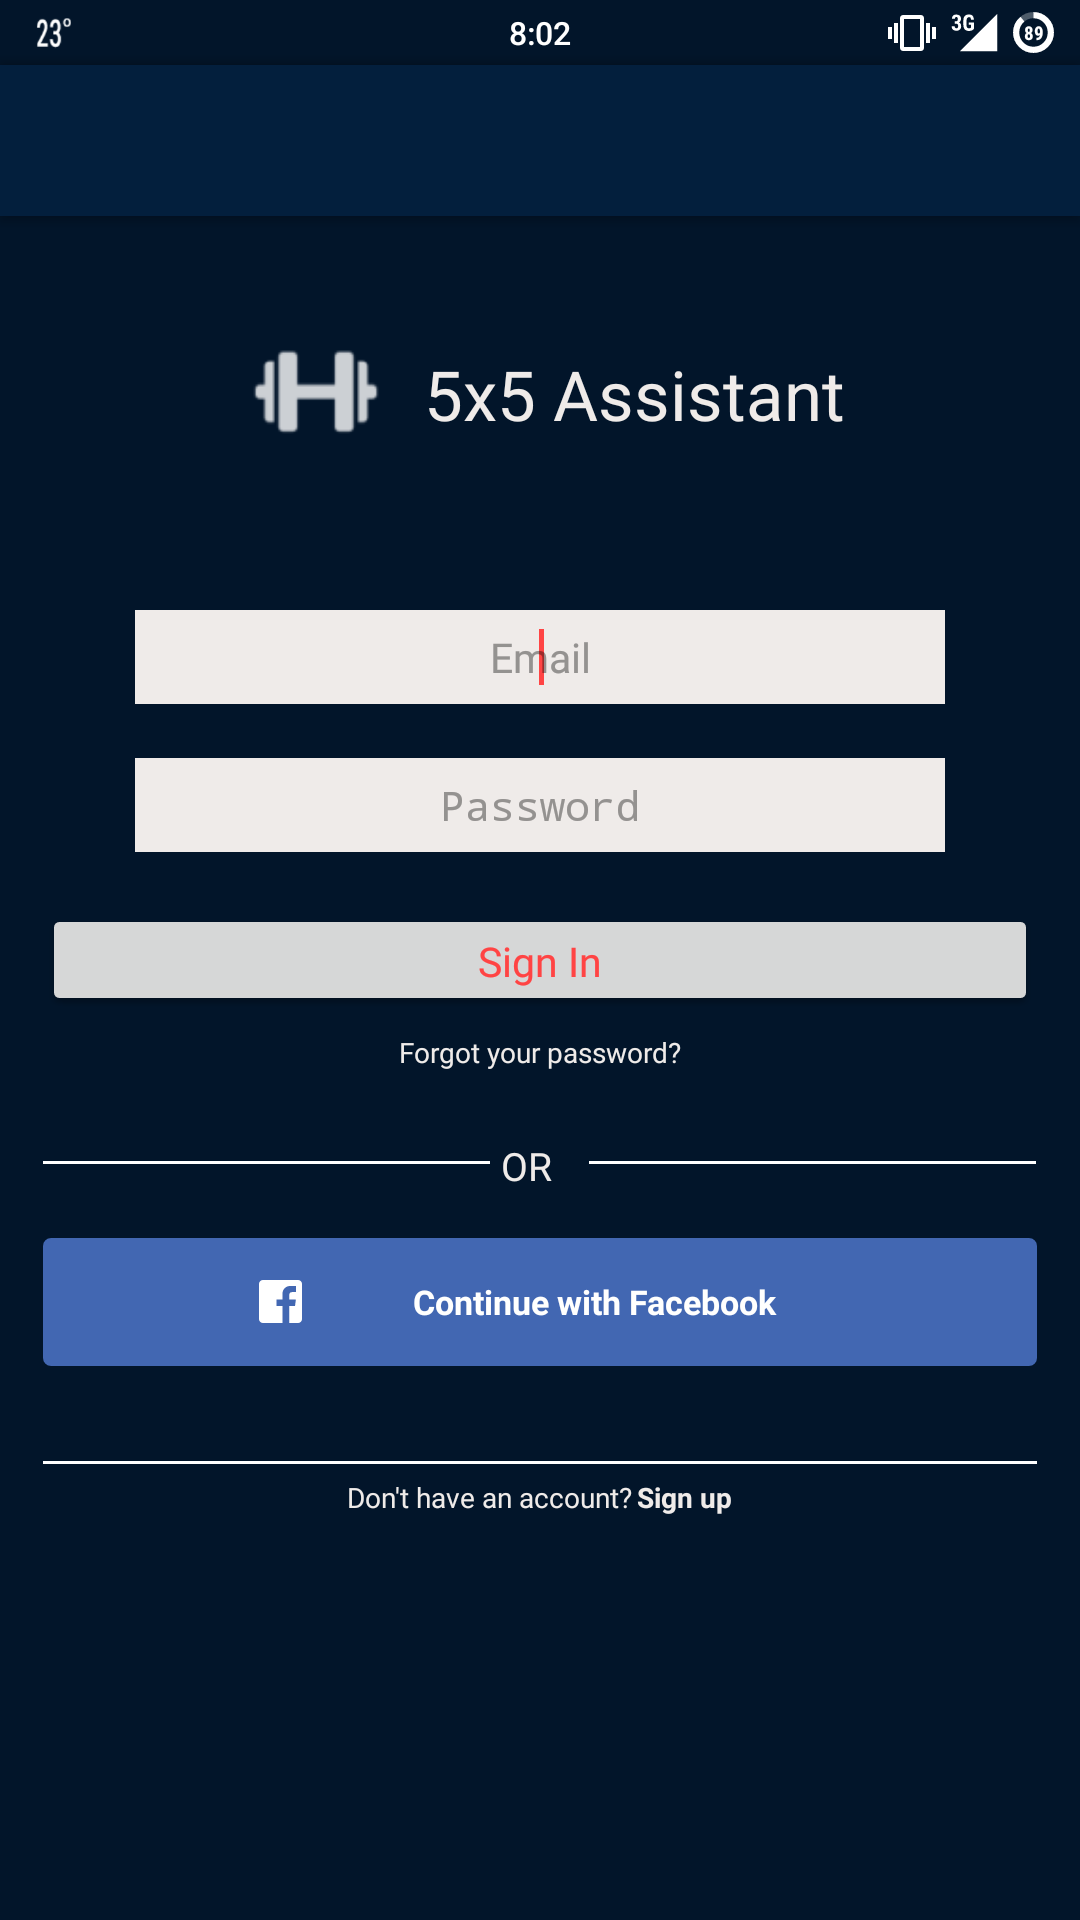 23°
8:02
3G
89
5x5 Assistant
Email
Password
Sign In
Forgot your password?
OR
Continue with Facebook
Don't have an account? Sign up